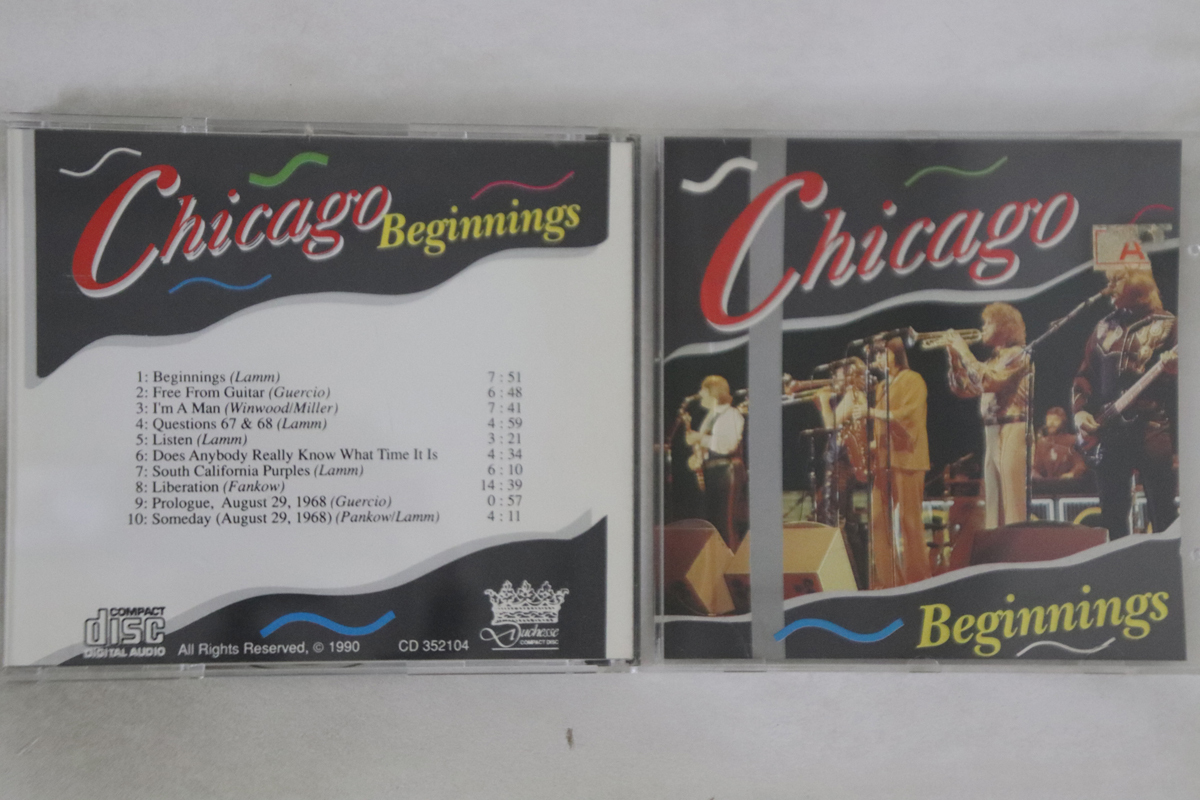 Chicago
Beginnings
1: Beginnings (Lamm) 7 : 51
2: Free From Guitar (Guercio) 6 : 48
3: I'm A Man (Winwood/Miller) 7 : 41
4: Questions 67 & 68 (Lamm) 4 : 59
5: Listen (Lamm) 3 : 21
6: Does Anybody Really Know What Time It Is 4 : 34
7: South California Purples (Lamm) 6 : 10
8: Liberation (Fankow) 14 : 39
9: Prologue, August 29, 1968 (Guercio) 0 : 57
10: Someday (August 29, 1968) (Pankow/Lamm) 4 : 11
COMPACT
disc
DIGITAL AUDIO
All Rights Reserved, © 1990
CD 352104
Duchesse
COMPACT DISC
Chicago
A
Beginnings